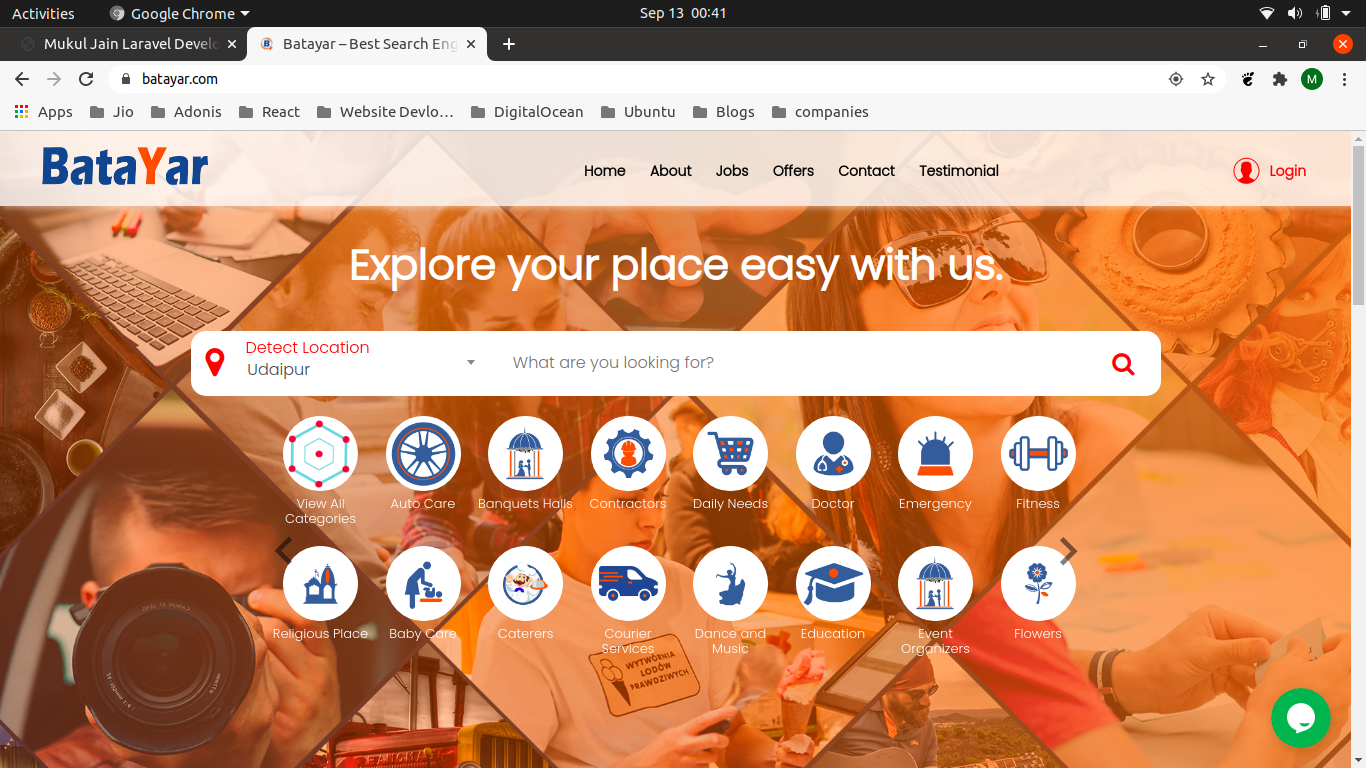 Activities
Google Chrome
Sep 13 00:41
Mukul Jain Laravel Develo
Batayar – Best Search Eng
batayar.com
M
Apps
Jio
Adonis
React
Website Devlo…
DigitalOcean
Ubuntu
Blogs
companies
BataYar
Home
About
Jobs
Offers
Contact
Testimonial
Login
Explore your place easy with us.
Detect Location
Udaipur
What are you looking for?
View All
Categories
Auto Care
Banquets Halls
Contractors
Daily Needs
Doctor
Emergency
Fitness
Religious Place
Baby Care
Caterers
Courier
Services
Dance and
Music
Education
Event
Organizers
Flowers
WYTWÓRNIA
LODÓW
PRAWDZIWYCH